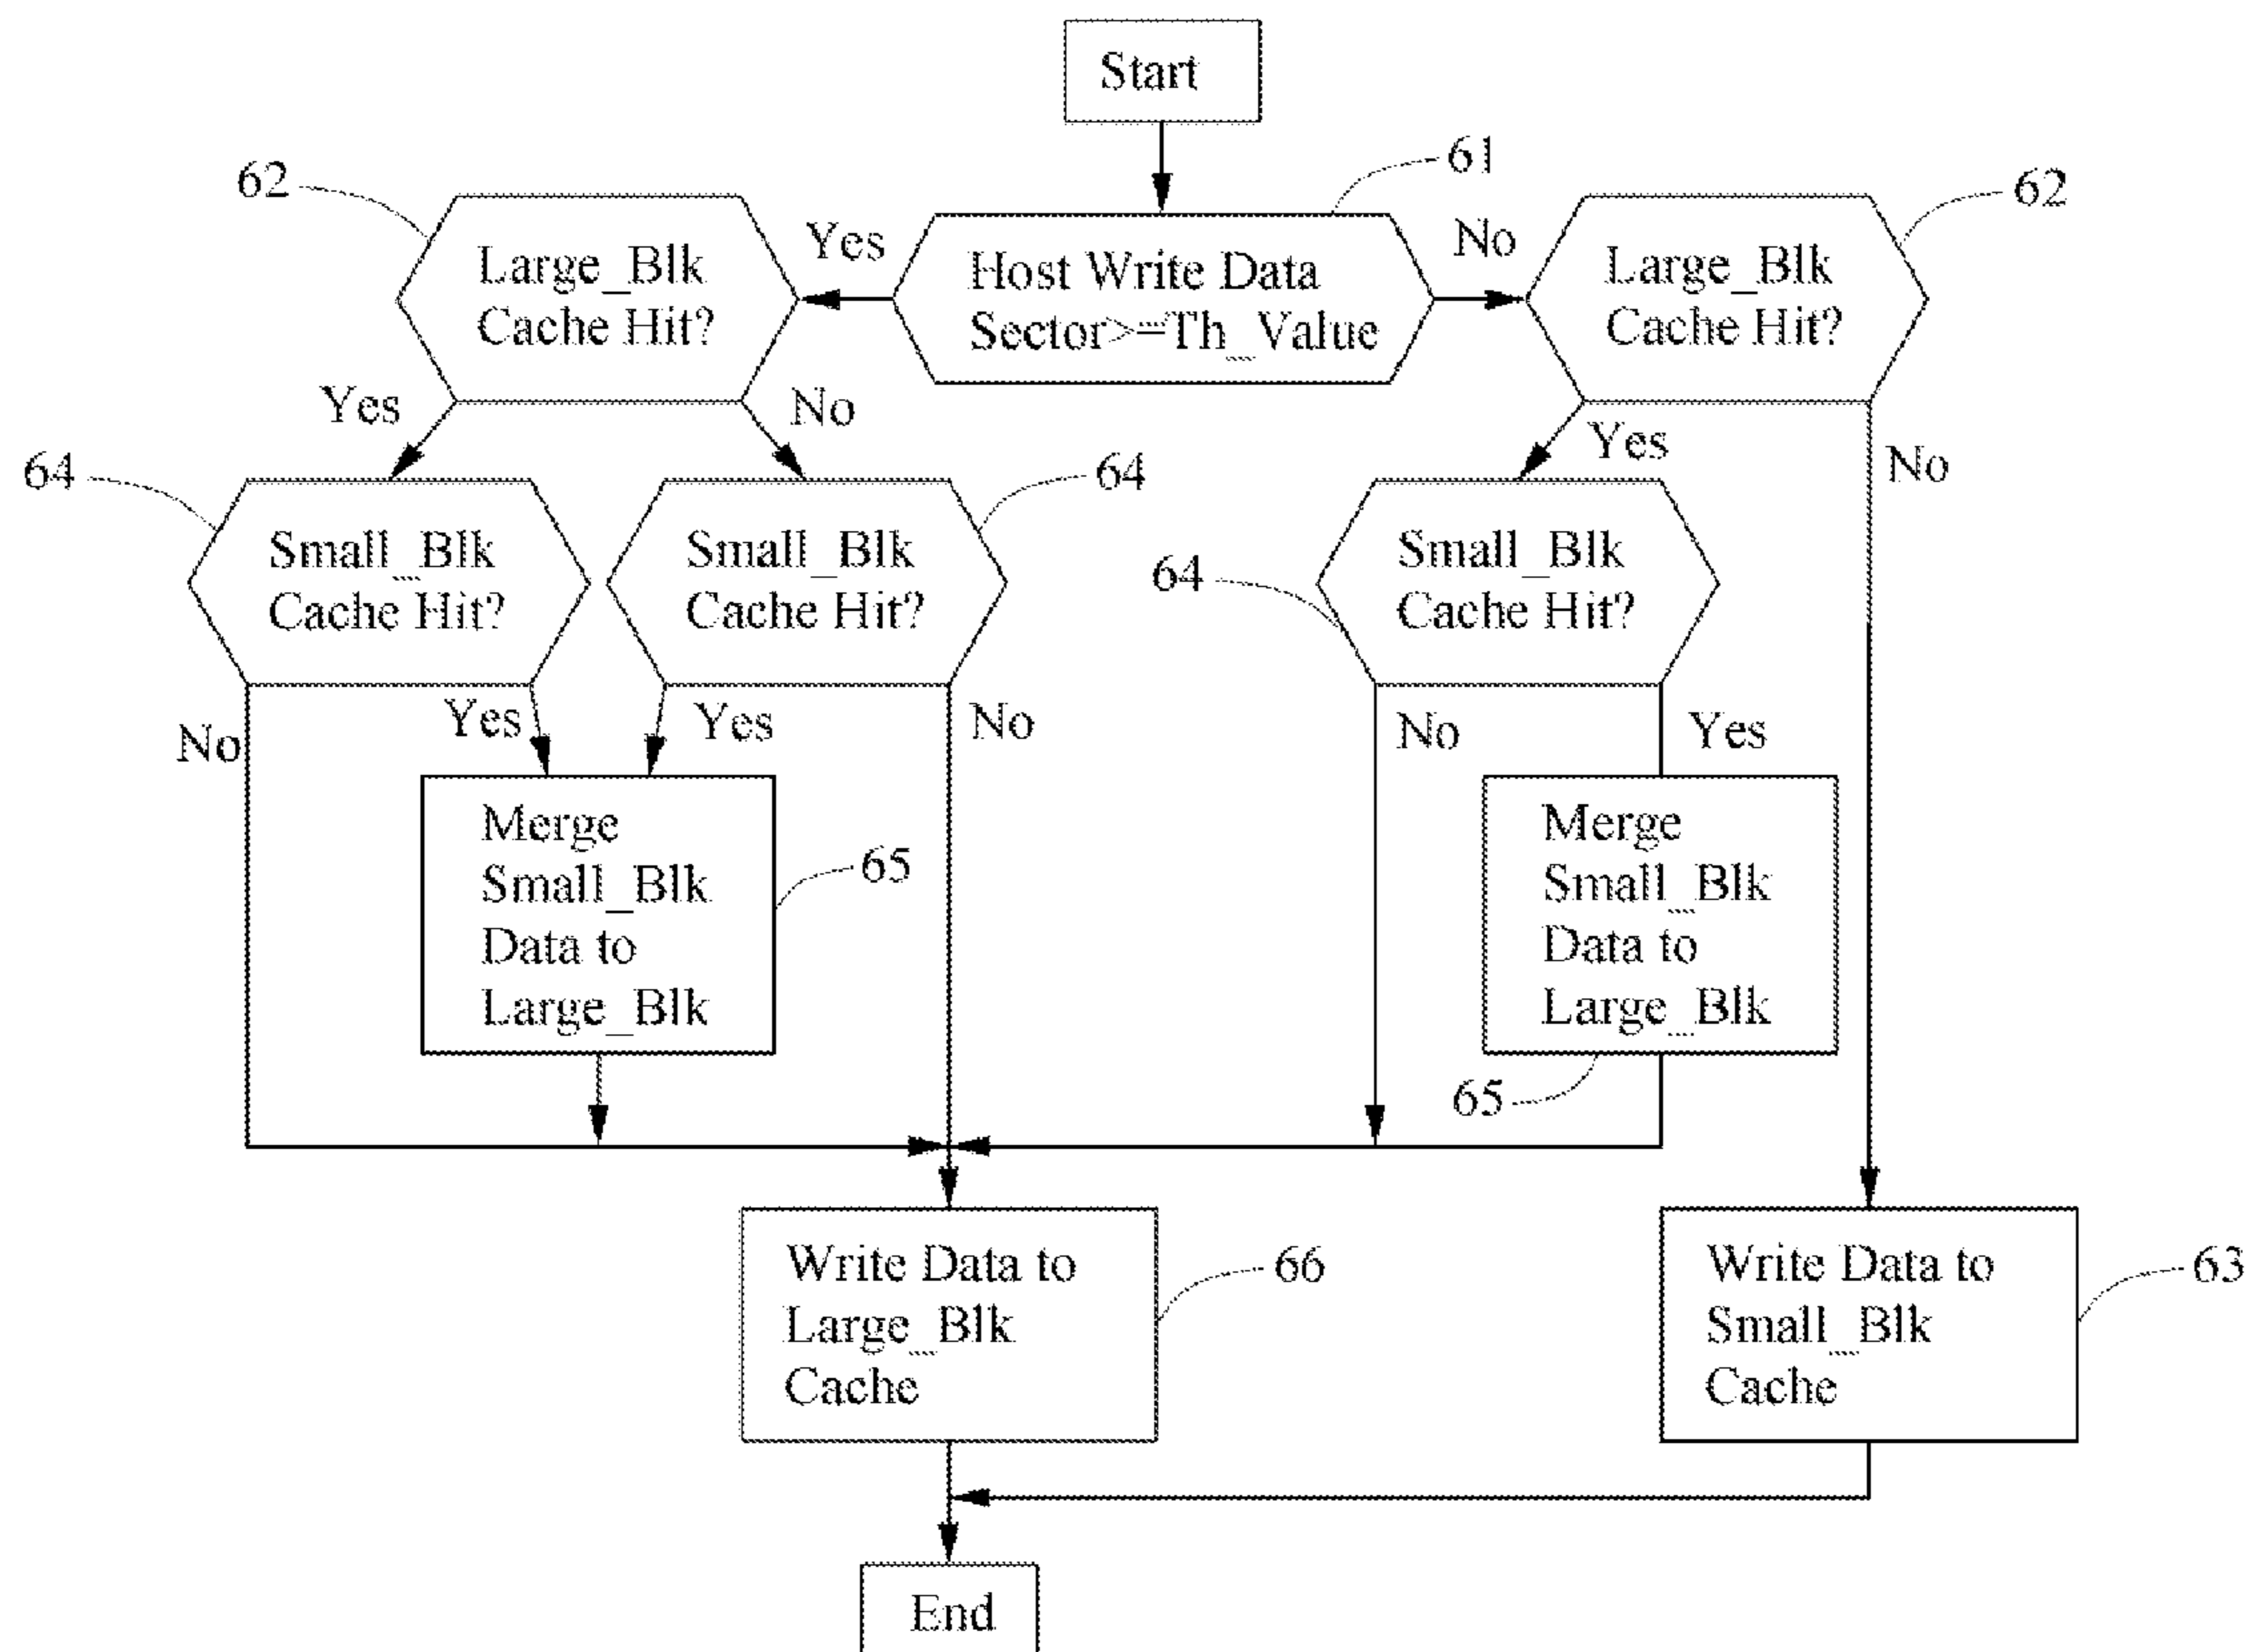 Start
61
62
62
Yes
No
Large_Blk
Cache Hit?
Host Write Data
Sector>=Th_Value
Large_Blk
Cache Hit?
Yes
No
Yes
No
64
64
64
Small_Blk
Cache Hit?
Small_Blk
Cache Hit?
Small_Blk
Cache Hit?
No
Yes
Yes
No
No
Yes
Merge
Small_Blk
Data to
Large_Blk
65
Merge
Small_Blk
Data to
Large_Blk
65
Write Data to
Large_Blk
Cache
66
Write Data to
Small_Blk
Cache
63
End